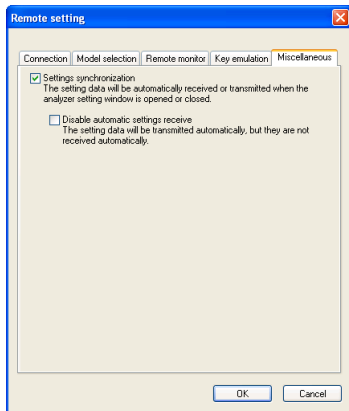 Remote setting
Connection Model selection Remote monitor Key emulation Miscellaneous
Settings synchronization
The setting data will be automatically received or transmitted when the
analyzer setting window is opened or closed.
Disable automatic settings receive
The setting data will be transmitted automatically, but they are not
received automatically.
OK Cancel